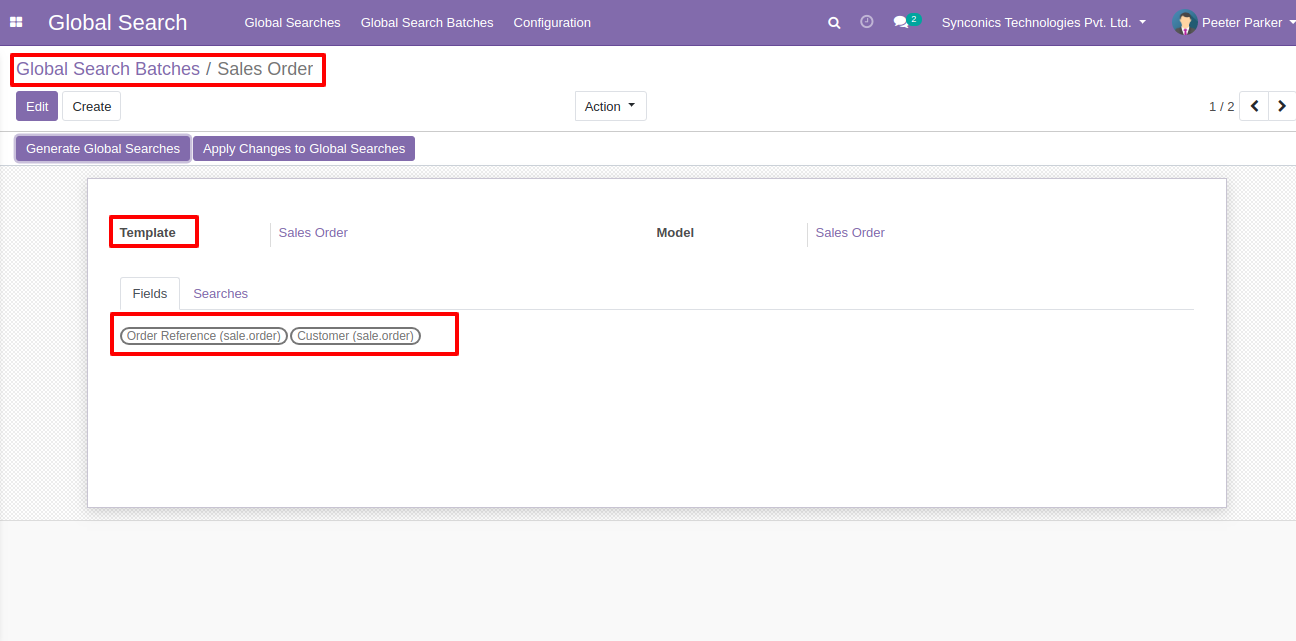 Global Search Global Searches Global Search Batches Configuration 2 Synconics Technologies Pvt. Ltd. Peeter Parker
Global Search Batches / Sales Order
Edit Create Action 1 / 2
Generate Global Searches Apply Changes to Global Searches
Template Sales Order Model Sales Order
Fields Searches
Order Reference (sale.order) Customer (sale.order)